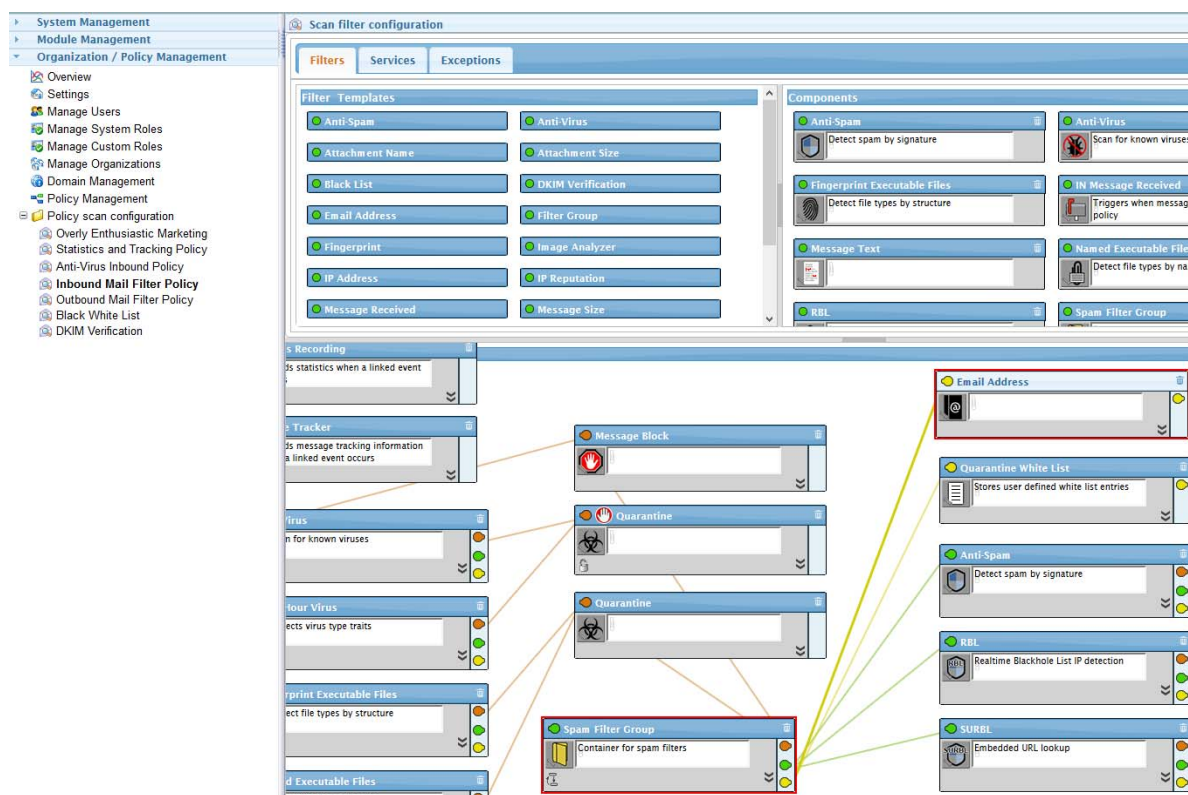 System Management
Module Management
Organization / Policy Management
Overview
Settings
Manage Users
Manage System Roles
Manage Custom Roles
Manage Organizations
Domain Management
Policy Management
Policy scan configuration
Overly Enthusiastic Marketing
Statistics and Tracking Policy
Anti-Virus Inbound Policy
Inbound Mail Filter Policy
Outbound Mail Filter Policy
Black White List
DKIM Verification
Scan filter configuration
Filters Services Exceptions
Filter Templates
Anti-Spam Anti-Virus
Attachment Name Attachment Size
Black List DKIM Verification
Email Address Filter Group
Fingerprint Image Analyzer
IP Address IP Reputation
Message Received Message Size
Components
Anti-Spam
Detect spam by signature
Anti-Virus
Scan for known viruses
Fingerprint Executable Files
Detect file types by structure
IN Message Received
Triggers when messag
policy
Message Text
Named Executable File
Detect file types by na
RBL
Spam Filter Group
s Recording
ds statistics when a linked event
e Tracker
ds message tracking information
a linked event occurs
Virus
n for known viruses
Hour Virus
ects virus type traits
rprint Executable Files
ect file types by structure
d Executable Files
Message Block
Quarantine
Quarantine
Spam Filter Group
Container for spam filters
Email Address
@
Quarantine White List
Stores user defined white list entries
Anti-Spam
Detect spam by signature
RBL
RBL
Realtime Blackhole List IP detection
SURBL
SURBL
Embedded URL lookup